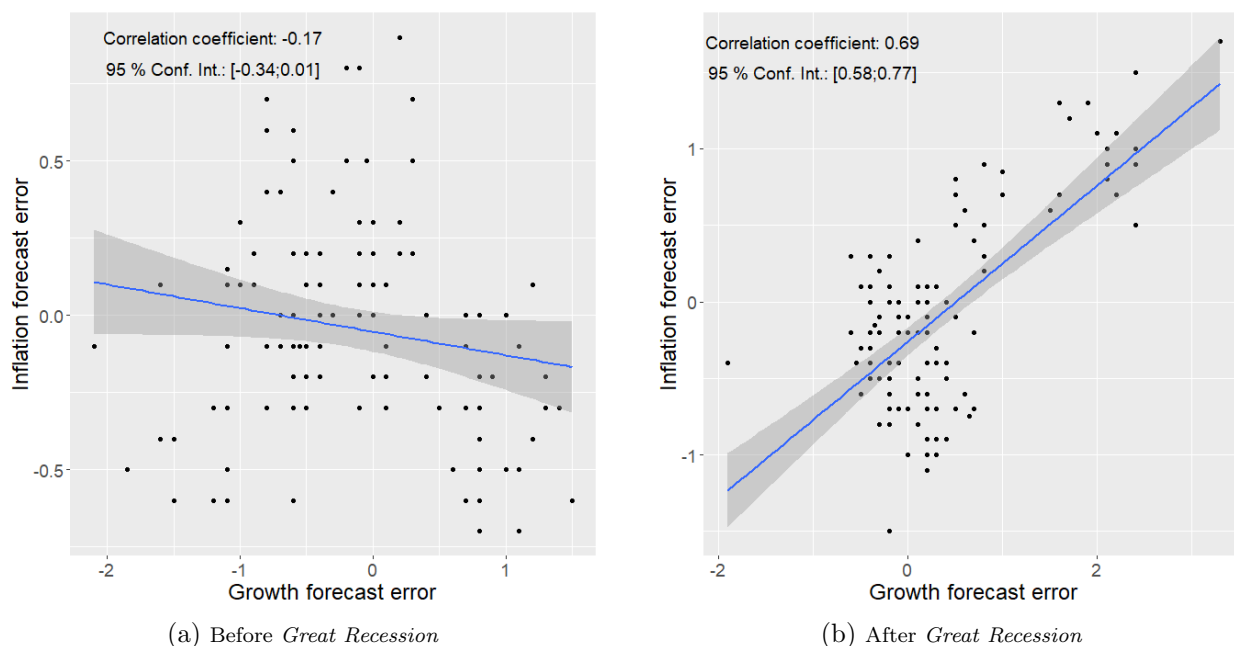 Correlation coefficient: -0.17
95 % Conf. Int.: [-0.34;0.01]
Inflation forecast error
0.5
0.0
-0.5
-2
-1
0
1
Growth forecast error
(a) Before Great Recession
Correlation coefficient: 0.69
95 % Conf. Int.: [0.58;0.77]
Inflation forecast error
1
0
-1
-2
0
2
Growth forecast error
(b) After Great Recession